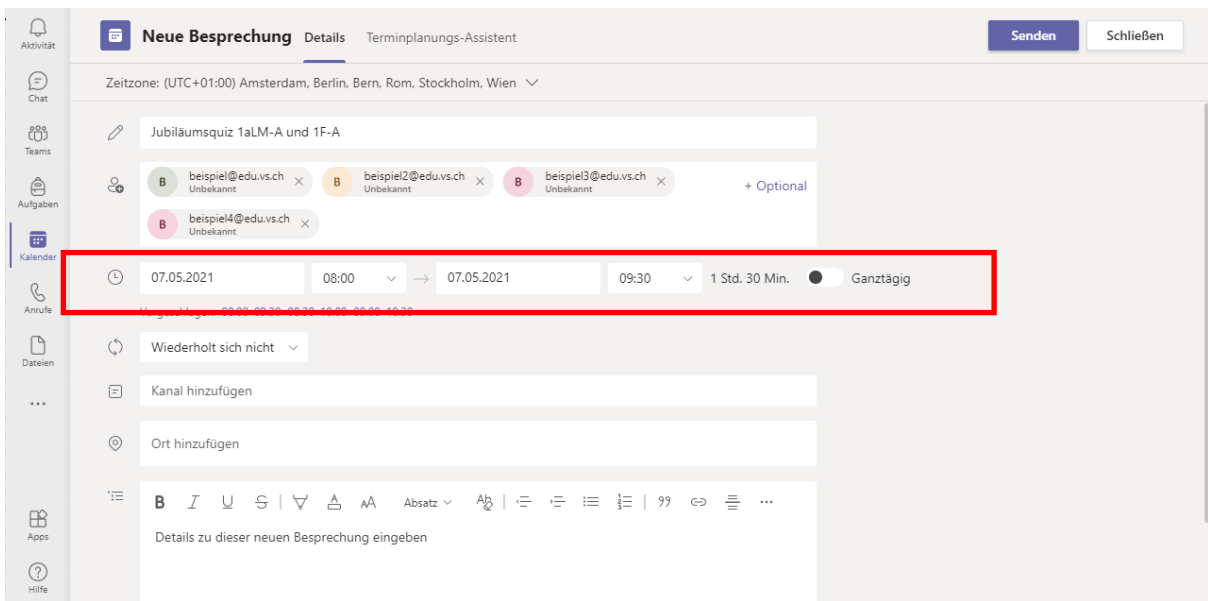 Aktivität
Chat
Teams
Aufgaben
Kalender
Anrufe
Dateien
Apps
Hilfe
Neue Besprechung Details Terminplanungs-Assistent Senden Schließen
Zeitzone: (UTC+01:00) Amsterdam, Berlin, Bern, Rom, Stockholm, Wien
Jubiläumsquiz 1aLM-A und 1F-A
B beispiel@edu.vs.ch B beispiel2@edu.vs.ch B beispiel3@edu.vs.ch + Optional
Unbekannt Unbekannt Unbekannt
B beispiel4@edu.vs.ch
Unbekannt
07.05.2021 08:00 → 07.05.2021 09:30 1 Std. 30 Min. Ganztägig
Wiederholt sich nicht
Kanal hinzufügen
Ort hinzufügen
B I U S A AA Absatz
Details zu dieser neuen Besprechung eingeben